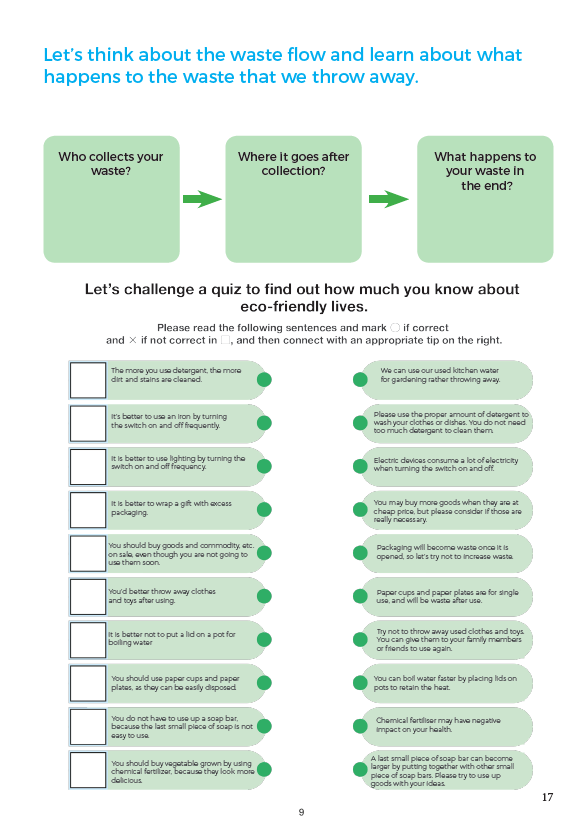 Let's think about the waste flow and learn about what
happens to the waste that we throw away.
Who collects your
waste?
Where it goes after
collection?
What happens to
your waste in
the end?
Let's challenge a quiz to find out how much you know about
eco-friendly lives.
Please read the following sentences and mark ○ if correct
and × if not correct in □, and then connect with an appropriate tip on the right.
The more you use detergent, the more
dirt and stains are cleaned.
We can use our used kitchen water
for gardening rather throwing away.
It's better to use an iron by turning
the switch on and off frequently.
Please use the proper amount of detergent to
wash your clothes or dishes. You do not need
too much detergent to clean them.
It is better to use lighting by turning the
switch on and off frequency.
Electric devices consume a lot of electricity
when turning the switch on and off.
It is better to wrap a gift with excess
packaging.
You may buy more goods when they are at
cheap price, but please consider if those are
really necessary.
You should buy goods and commodity, etc.
on sale, even though you are not going to
use them soon.
Packaging will become waste once it is
opened, so let's try not to increase waste.
You'd better throw away clothes
and toys after using.
Paper cups and paper plates are for single
use, and will be waste after use.
It is better not to put a lid on a pot for
boiling water
Try not to throw away used clothes and toys.
You can give them to your family members
or friends to use again.
You should use paper cups and paper
plates, as they can be easily disposed.
You can boil water faster by placing lids on
pots to retain the heat.
You do not have to use up a soap bar,
because the last small piece of soap is not
easy to use.
Chemical fertiliser may have negative
impact on your health.
You should buy vegetable grown by using
chemical fertilizer, because they look more
delicious.
A last small piece of soap bar can become
larger by putting together with other small
piece of soap bars. Please try to use up
goods with your ideas.
17
9